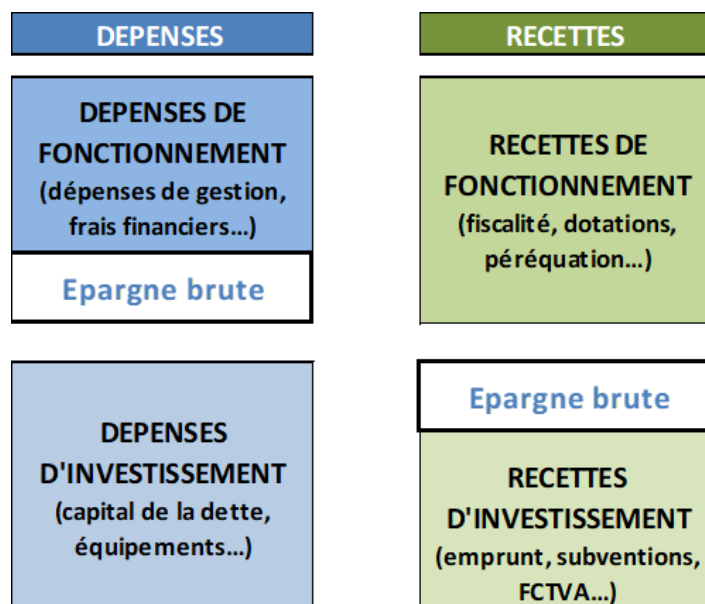 DEPENSES
RECETTES
DEPENSES DE
FONCTIONNEMENT
(dépenses de gestion,
frais financiers...)
Epargne brute
RECETTES DE
FONCTIONNEMENT
(fiscalité, dotations,
péréquation...)
DEPENSES
D'INVESTISSEMENT
(capital de la dette,
équipements...)
Epargne brute
RECETTES
D'INVESTISSEMENT
(emprunt, subventions,
FCTVA...)